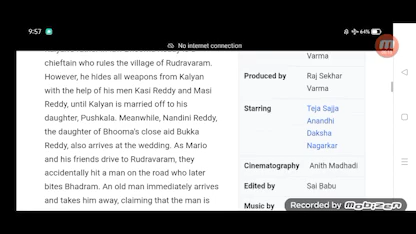 9:57
64%
No internet connection
chieftain who rules the village of Rudravaram.
However, he hides all weapons from Kalyan
with the help of his men Kasi Reddy and Masi
Reddy, until Kalyan is married off to his
daughter, Pushkala. Meanwhile, Nandini Reddy,
the daughter of Bhooma's close aid Bukka
Reddy, also arrives at the wedding. As Mario
and his friends drive to Rudravaram, they
accidentally hit a man on the road who later
bites Bhadram. An old man immediately arrives
and takes him away, claiming that the man is
Varma
Produced by Raj Sekhar
Varma
Starring Teja Sajja
Anandhi
Daksha
Nagarkar
Cinematography Anith Madhadi
Edited by Sai Babu
Music by
Recorded by Mobizen